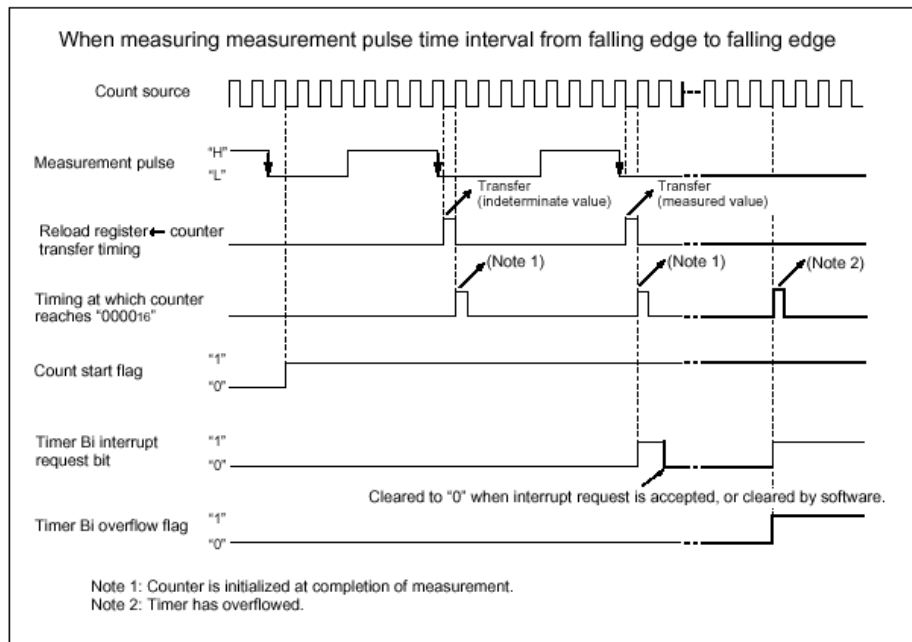 When measuring measurement pulse time interval from falling edge to falling edge
Count source
Measurement pulse
“H”
“L”
Transfer
(indeterminate value)
Transfer
(measured value)
Reload register ← counter
transfer timing
(Note 1)
(Note 1)
(Note 2)
Timing at which counter
reaches “0000₁₆”
Count start flag
“1”
“0”
Timer Bi interrupt
request bit
“1”
“0”
Cleared to “0” when interrupt request is accepted, or cleared by software.
Timer Bi overflow flag
“1”
“0”
Note 1: Counter is initialized at completion of measurement.
Note 2: Timer has overflowed.